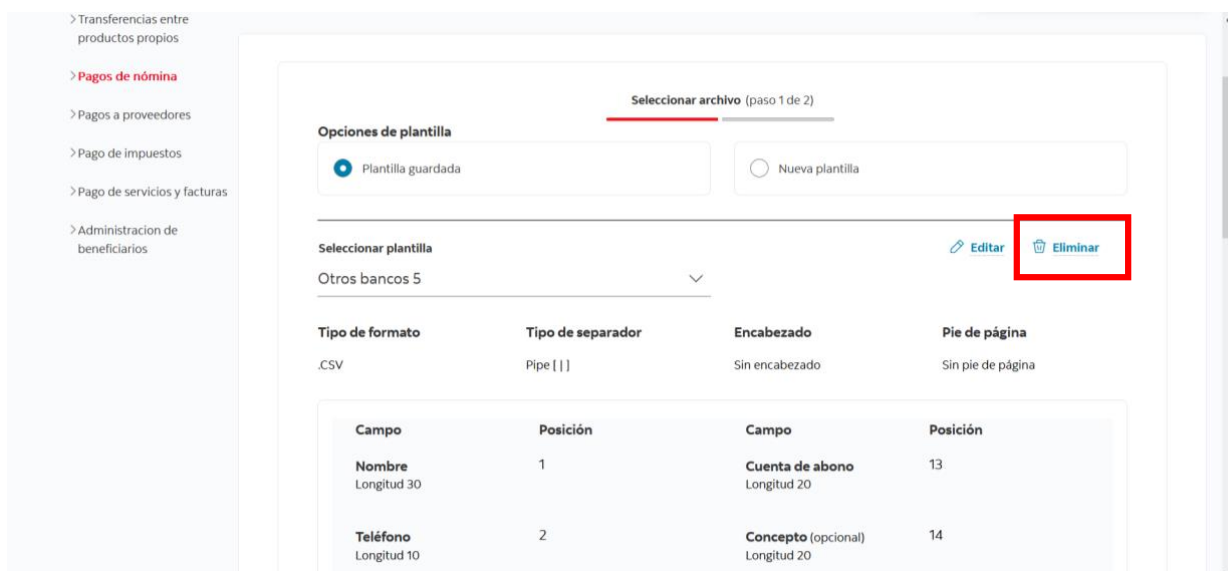 > Transferencias entre
productos propios
> Pagos de nómina
> Pagos a proveedores
> Pago de impuestos
> Pago de servicios y facturas
> Administracion de
beneficiarios
Seleccionar archivo (paso 1 de 2)
Opciones de plantilla
Plantilla guardada
Nueva plantilla
Seleccionar plantilla
Editar
Eliminar
Otros bancos 5
Tipo de formato Tipo de separador Encabezado Pie de página
.CSV Pipe [ | ] Sin encabezado Sin pie de página
Campo Posición Campo Posición
Nombre 1 Cuenta de abono 13
Longitud 30 Longitud 20
Teléfono 2 Concepto (opcional) 14
Longitud 10 Longitud 20